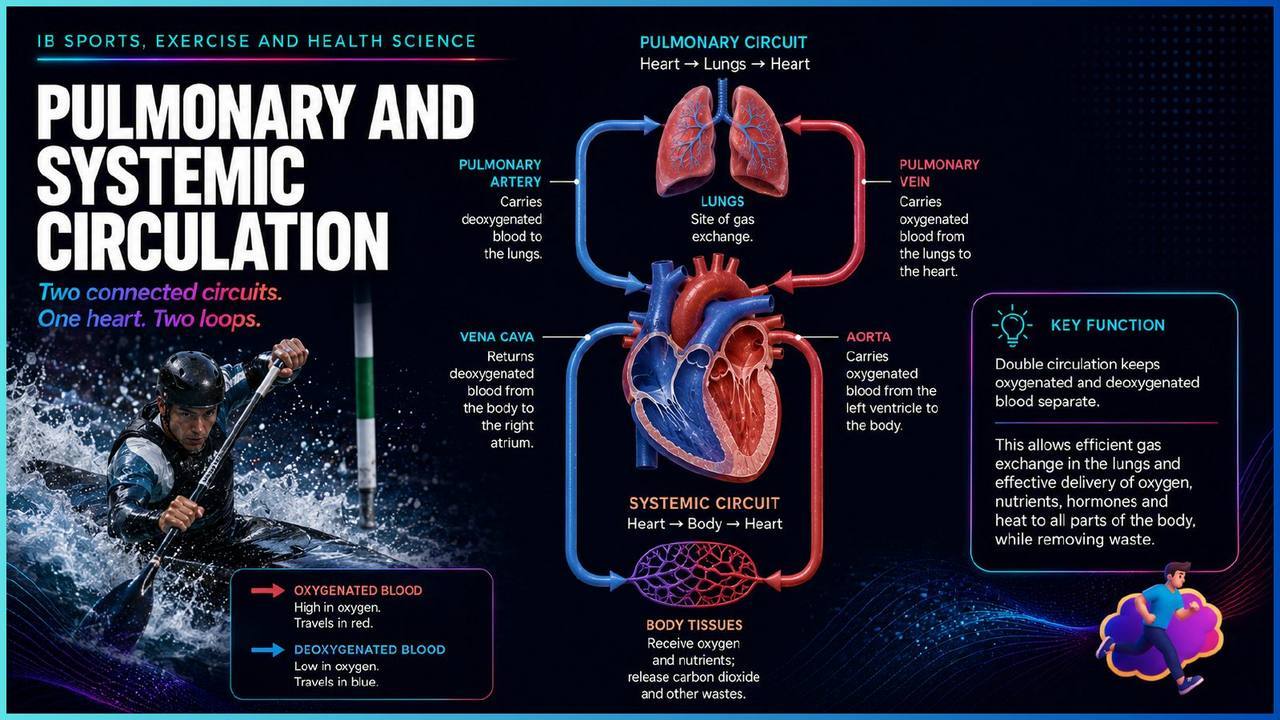 IB SPORTS, EXERCISE AND HEALTH SCIENCE
PULMONARY AND
SYSTEMIC
CIRCULATION
Two connected circuits.
One heart. Two loops.
PULMONARY CIRCUIT
Heart → Lungs → Heart
PULMONARY
ARTERY
Carries
deoxygenated
blood to
the lungs.
LUNGS
Site of gas
exchange.
PULMONARY
VEIN
Carries
oxygenated
blood from
the lungs to
the heart.
VENA CAVA
Returns
deoxygenated
blood from
the body to
the right
atrium.
AORTA
Carries
oxygenated
blood from the
left ventricle to
the body.
SYSTEMIC CIRCUIT
Heart → Body → Heart
BODY TISSUES
Receive oxygen
and nutrients;
release carbon dioxide
and other wastes.
OXYGENATED BLOOD
High in oxygen.
Travels in red.
DEOXYGENATED BLOOD
Low in oxygen.
Travels in blue.
KEY FUNCTION
Double circulation keeps
oxygenated and deoxygenated
blood separate.
This allows efficient gas
exchange in the lungs and
effective delivery of oxygen,
nutrients, hormones and
heat to all parts of the body,
while removing waste.